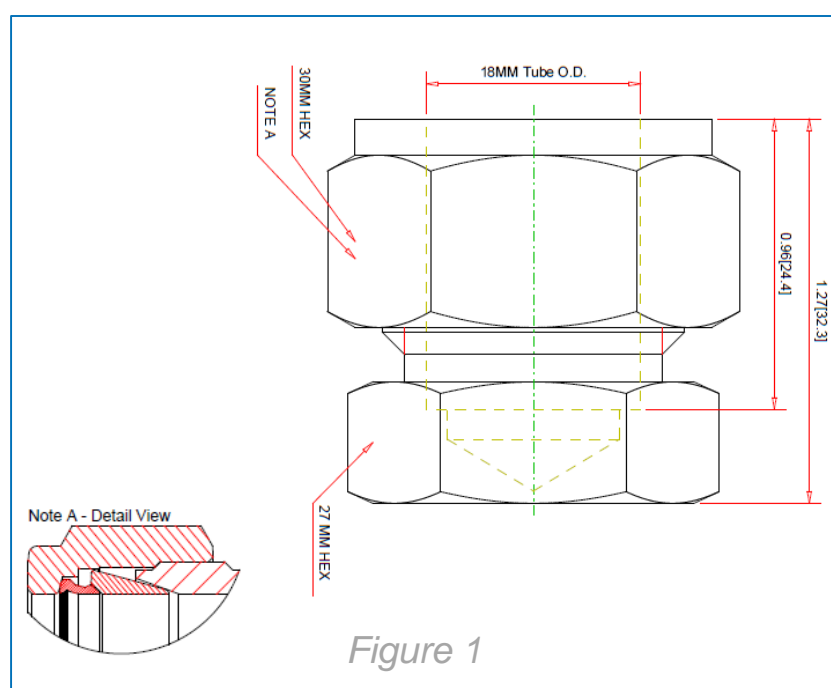 18MM Tube O.D.
30MM HEX
NOTE A
0.96[24.4]
1.27[32.3]
27 MM HEX
Note A - Detail View
Figure 1